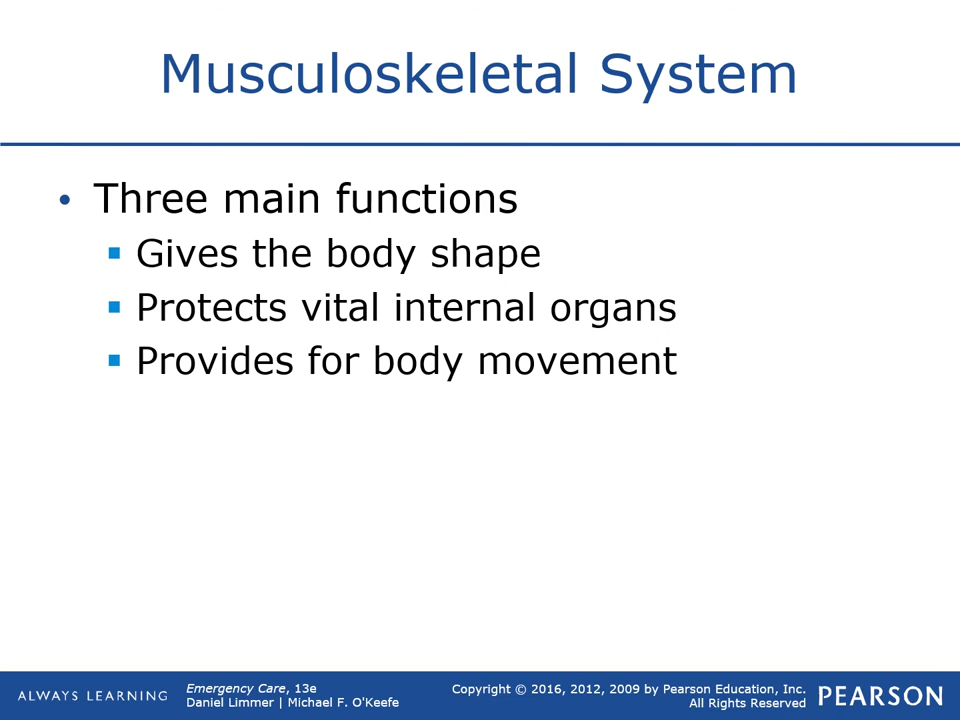 Musculoskeletal System
• Three main functions
▪ Gives the body shape
▪ Protects vital internal organs
▪ Provides for body movement
ALWAYS LEARNING
Emergency Care, 13e
Daniel Limmer | Michael F. O'Keefe
Copyright © 2016, 2012, 2009 by Pearson Education, Inc.
All Rights Reserved
PEARSON